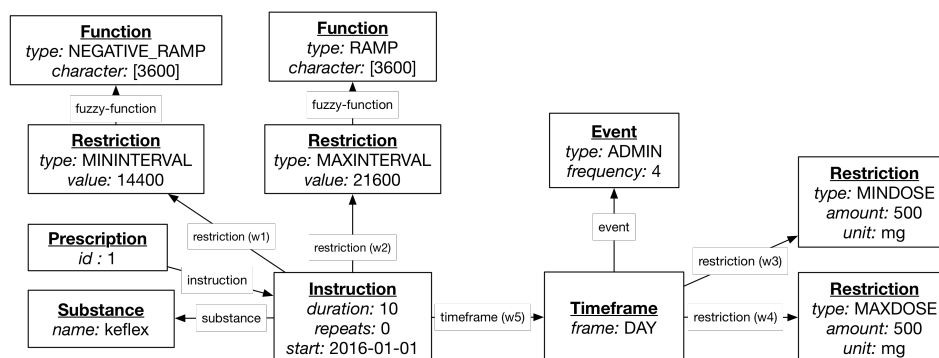 Function
type: NEGATIVE_RAMP
character: [3600]
Function
type: RAMP
character: [3600]
fuzzy-function
fuzzy-function
Restriction
type: MININTERVAL
value: 14400
Restriction
type: MAXINTERVAL
value: 21600
Event
type: ADMIN
frequency: 4
Restriction
type: MINDOSE
amount: 500
unit: mg
restriction (w1)
restriction (w2)
event
restriction (w3)
Prescription
id : 1
instruction
Substance
name: keflex
substance
Instruction
duration: 10
repeats: 0
start: 2016-01-01
timeframe (w5)
Timeframe
frame: DAY
restriction (w4)
Restriction
type: MAXDOSE
amount: 500
unit: mg